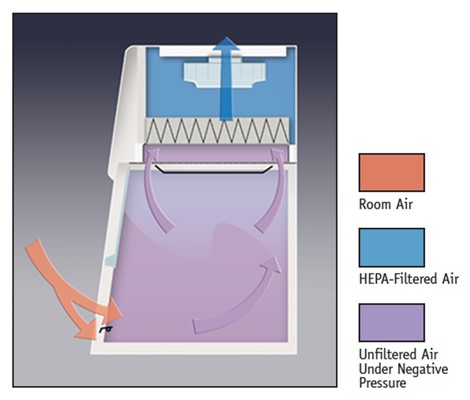 Room Air
HEPA-Filtered Air
Unfiltered Air
Under Negative
Pressure